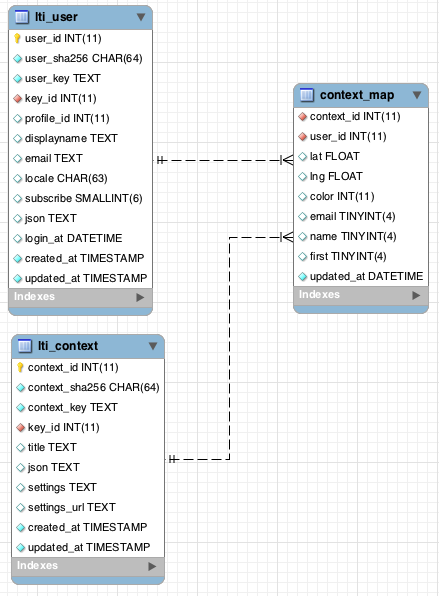 lti_user
user_id INT(11)
user_sha256 CHAR(64)
user_key TEXT
key_id INT(11)
profile_id INT(11)
displayname TEXT
email TEXT
locale CHAR(63)
subscribe SMALLINT(6)
json TEXT
login_at DATETIME
created_at TIMESTAMP
updated_at TIMESTAMP
Indexes
context_map
context_id INT(11)
user_id INT(11)
lat FLOAT
lng FLOAT
color INT(11)
email TINYINT(4)
name TINYINT(4)
first TINYINT(4)
updated_at DATETIME
Indexes
lti_context
context_id INT(11)
context_sha256 CHAR(64)
context_key TEXT
key_id INT(11)
title TEXT
json TEXT
settings TEXT
settings_url TEXT
created_at TIMESTAMP
updated_at TIMESTAMP
Indexes